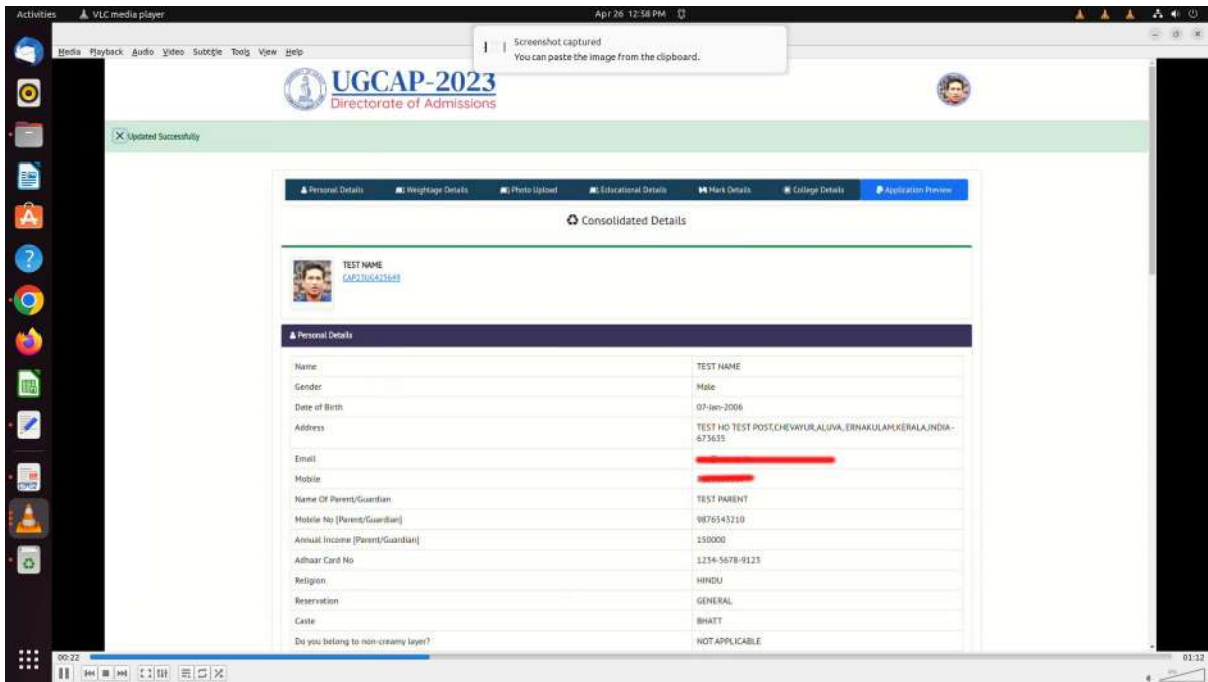 Activities VLC media player Apr 26 12:58 PM
Screenshot captured
You can paste the image from the clipboard.
Media Playback Audio Video Subtitle Tools View Help
UGCAP-2023
Directorate of Admissions
Updated Successfully
Personal Details Weightage Details Photo Upload Educational Details Mark Details College Details Application Preview
Consolidated Details
TEST NAME
CAP23UG425649
Personal Details
Name TEST NAME
Gender Male
Date of Birth 07-Jan-2006
Address TEST HO TEST POST,CHEVAYUR,ALUVA, ERNAKULAM,KERALA,INDIA -
673635
Email
Mobile
Name Of Parent/Guardian TEST PARENT
Mobile No [Parent/Guardian] 9876543210
Annual Income [Parent/Guardian] 150000
Adhaar Card No 1234-5678-9123
Religion HINDU
Reservation GENERAL
Caste BHATT
Do you belong to non-creamy layer? NOT APPLICABLE
00:22 01:12